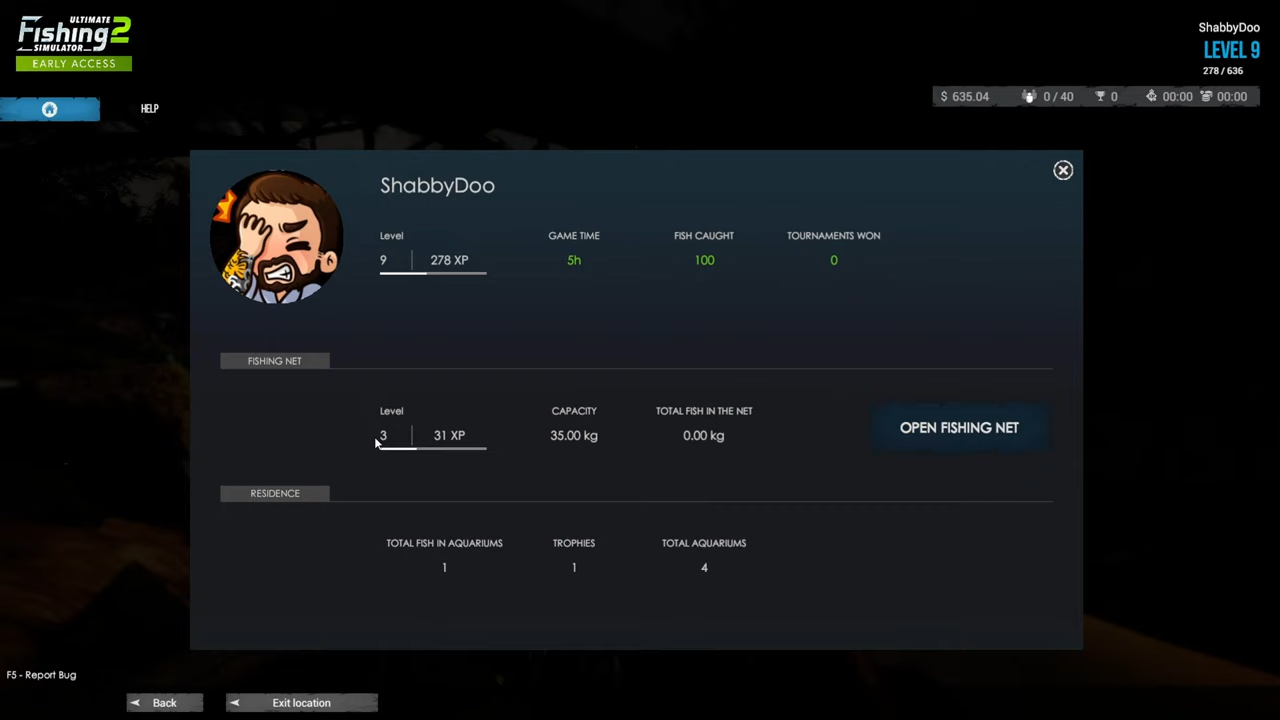 ULTIMATE
Fishing 2
SIMULATOR
EARLY ACCESS
ShabbyDoo
LEVEL 9
278 / 636
$ 635.04 0 / 40 0 00:00 00:00
HELP
ShabbyDoo
Level GAME TIME FISH CAUGHT TOURNAMENTS WON
9 278 XP 5h 100 0
FISHING NET
Level CAPACITY TOTAL FISH IN THE NET
3 31 XP 35.00 kg 0.00 kg OPEN FISHING NET
RESIDENCE
TOTAL FISH IN AQUARIUMS TROPHIES TOTAL AQUARIUMS
1 1 4
F5 - Report Bug
Back Exit location